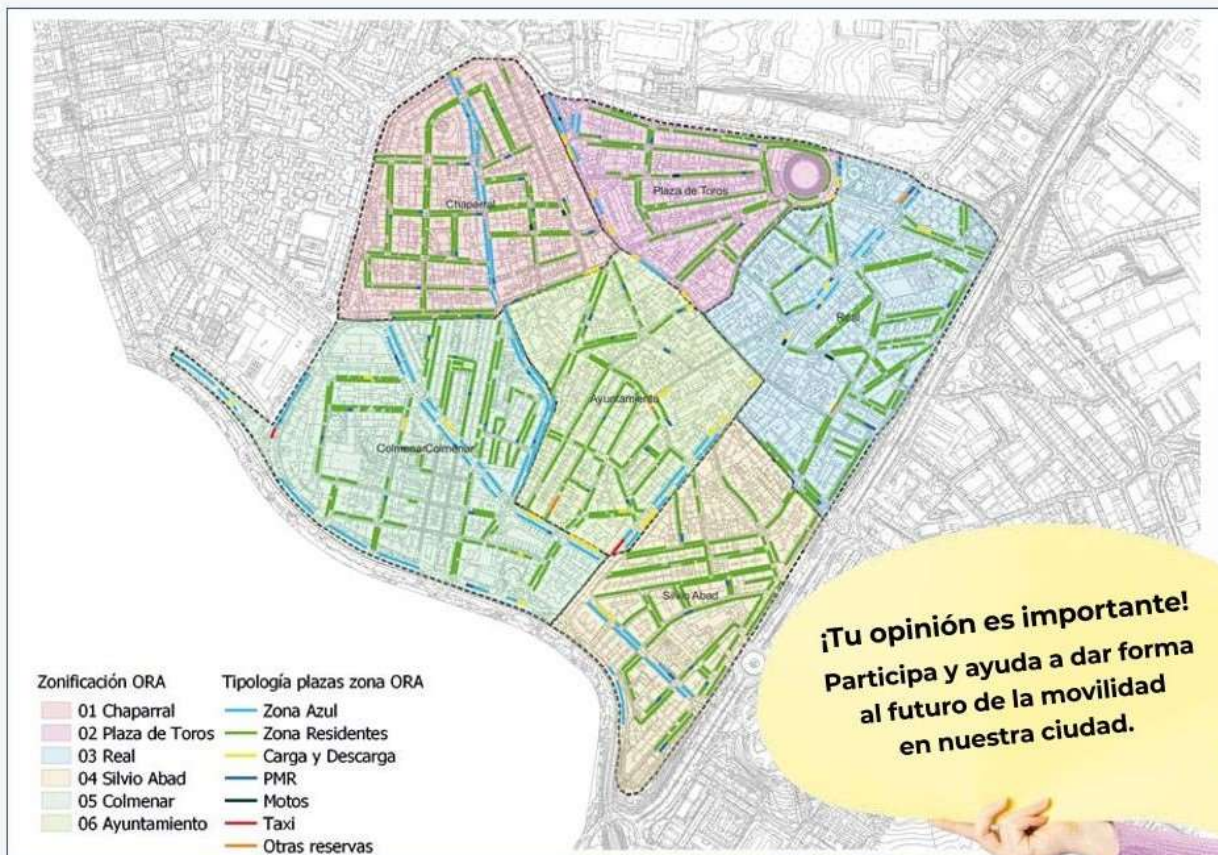 Chaparral
Plaza de Toros
Real
Ayuntamiento
ColmenarColmenar
Silvio Abad
¡Tu opinión es importante!
Participa y ayuda a dar forma
al futuro de la movilidad
en nuestra ciudad.
Zonificación ORA
01 Chaparral
02 Plaza de Toros
03 Real
04 Silvio Abad
05 Colmenar
06 Ayuntamiento
Tipología plazas zona ORA
Zona Azul
Zona Residentes
Carga y Descarga
PMR
Motos
Taxi
Otras reservas